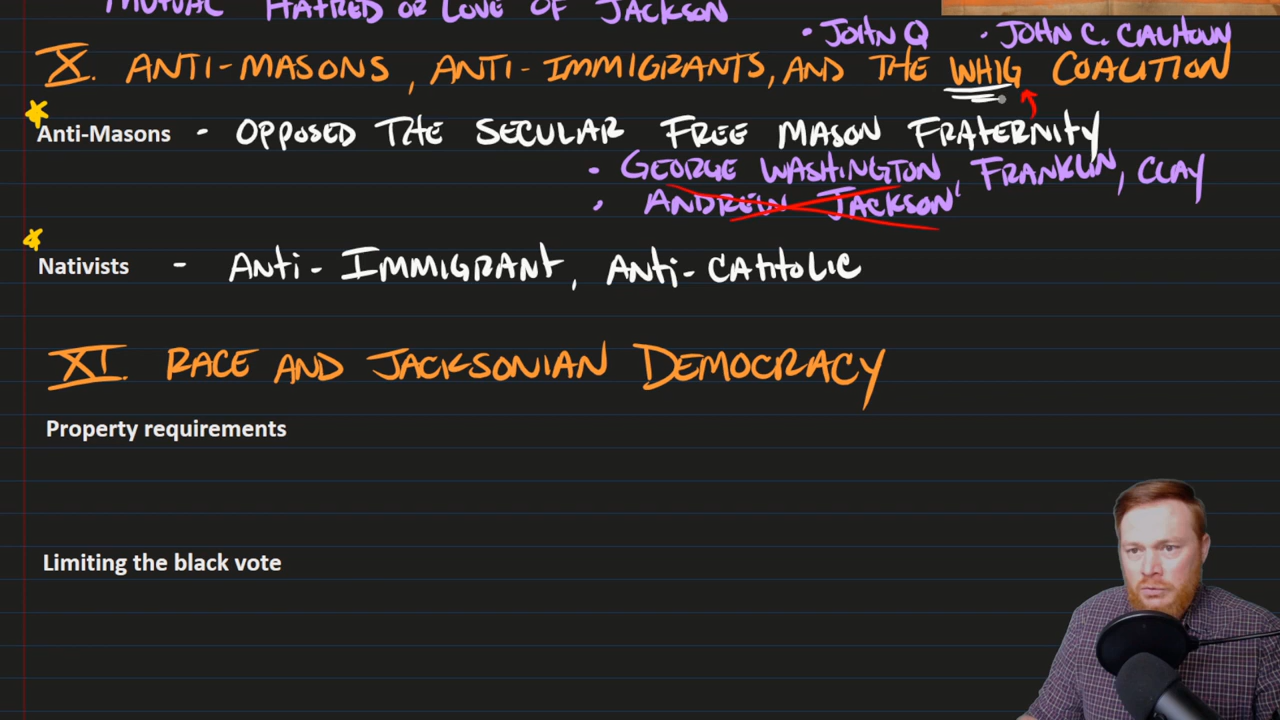 MUTUAL HATRED OR LOVE OF JACKSON
• JOHN Q • JOHN C. CALHOUN
X. ANTI-MASONS, ANTI-IMMIGRANTS, AND THE WHIG COALITION
Anti-Masons - OPPOSED THE SECULAR FREE MASON FRATERNITY
• GEORGE WASHINGTON, FRANKLIN, CLAY
• ANDREW JACKSON
Nativists - ANTI-IMMIGRANT, ANTI-CATHOLIC
XI. RACE AND JACKSONIAN DEMOCRACY
Property requirements
Limiting the black vote